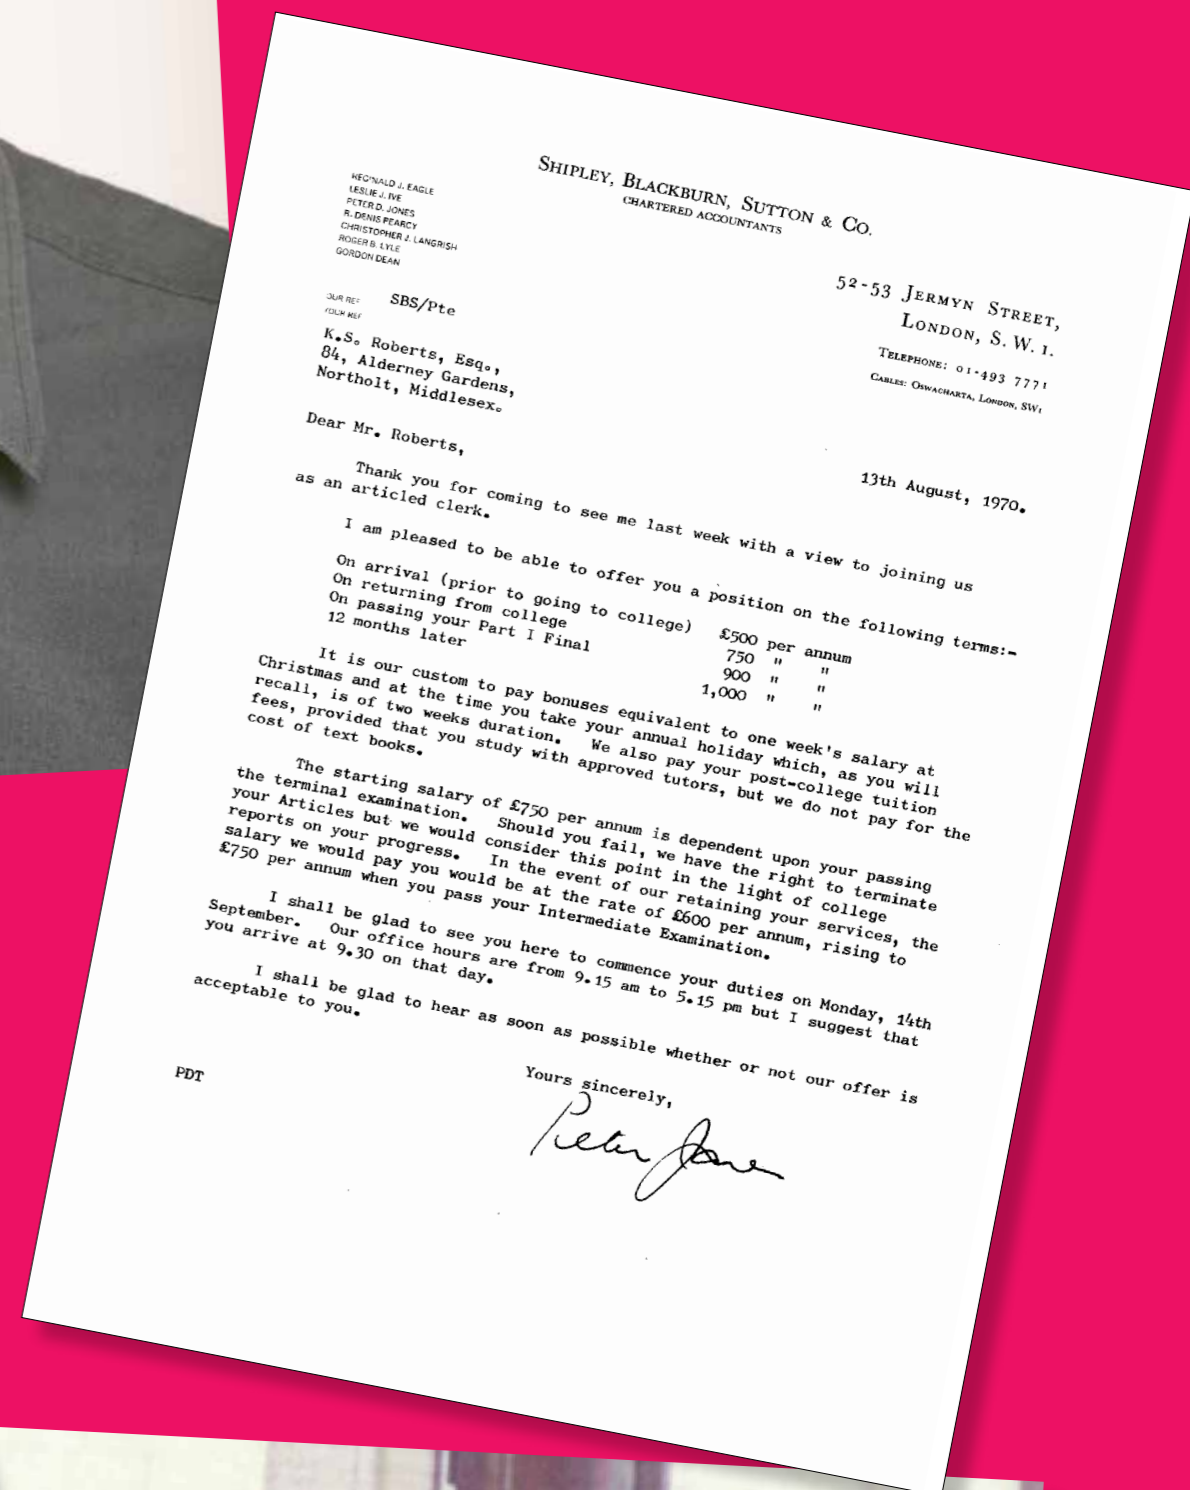 SHIPLEY, BLACKBURN, SUTTON & CO.
CHARTERED ACCOUNTANTS
REGINALD J. EAGLE
LESLIE J. IVE
PETER D. JONES
R. DENIS PEARCY
CHRISTOPHER J. LANGRISH
ROGER B. LYLE
GORDON DEAN
52-53 JERMYN STREET,
LONDON, S.W.1.
TELEPHONE: 01-493 7771
CABLES: OSWACHARTA, LONDON, SW1
OUR REF SBS/Pte
YOUR REF
K.S. Roberts, Esq.,
84, Alderney Gardens,
Northolt, Middlesex.
13th August, 1970.
Dear Mr. Roberts,
Thank you for coming to see me last week with a view to joining us
as an articled clerk.
I am pleased to be able to offer you a position on the following terms:-
On arrival (prior to going to college) £500 per annum
On returning from college 750 " "
On passing your Part I Final 900 " "
12 months later 1,000 " "
It is our custom to pay bonuses equivalent to one week's salary at
Christmas and at the time you take your annual holiday which, as you will
recall, is of two weeks duration. We also pay your post-college tuition
fees, provided that you study with approved tutors, but we do not pay for the
cost of text books.
The starting salary of £750 per annum is dependent upon your passing
the terminal examination. Should you fail, we have the right to terminate
your Articles but we would consider this point in the light of college
reports on your progress. In the event of our retaining your services, the
salary we would pay you would be at the rate of £600 per annum, rising to
£750 per annum when you pass your Intermediate Examination.
I shall be glad to see you here to commence your duties on Monday, 14th
September. Our office hours are from 9.15 am to 5.15 pm but I suggest that
you arrive at 9.30 on that day.
I shall be glad to hear as soon as possible whether or not our offer is
acceptable to you.
Yours sincerely,
Peter Jones
PDT